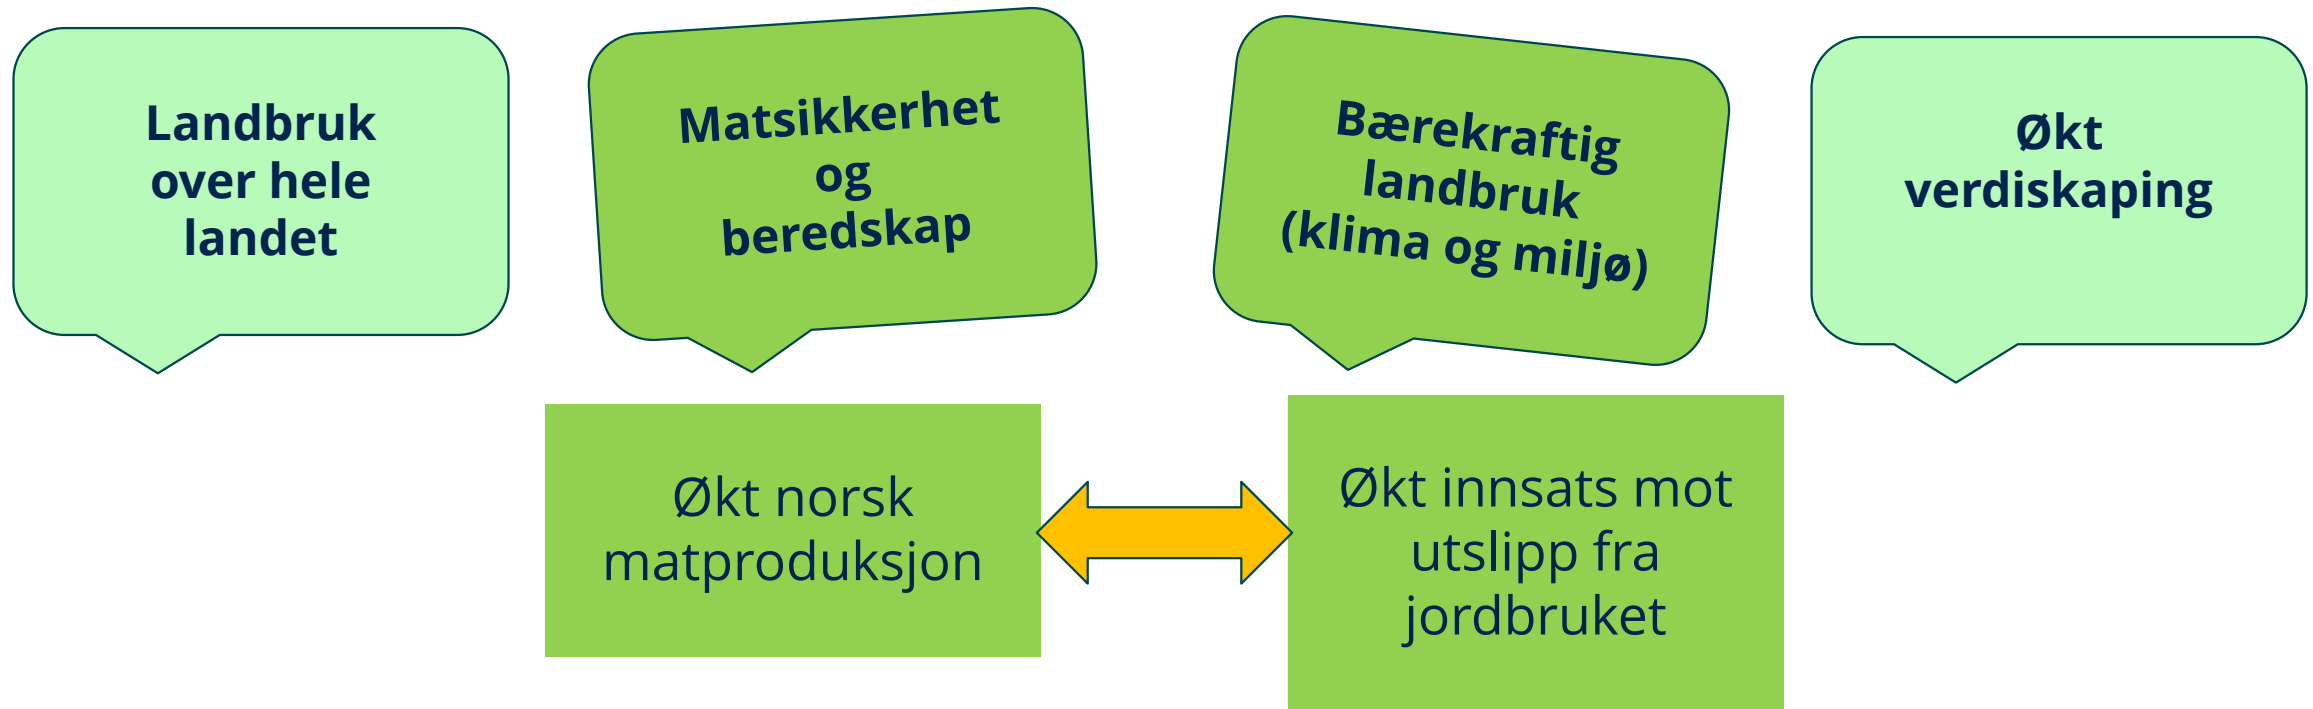 Landbruk
over hele
landet
Matsikkerhet
og
beredskap
Bærekraftig
landbruk
(klima og miljø)
Økt
verdiskaping
Økt norsk
matproduksjon
Økt innsats mot
utslipp fra
jordbruket